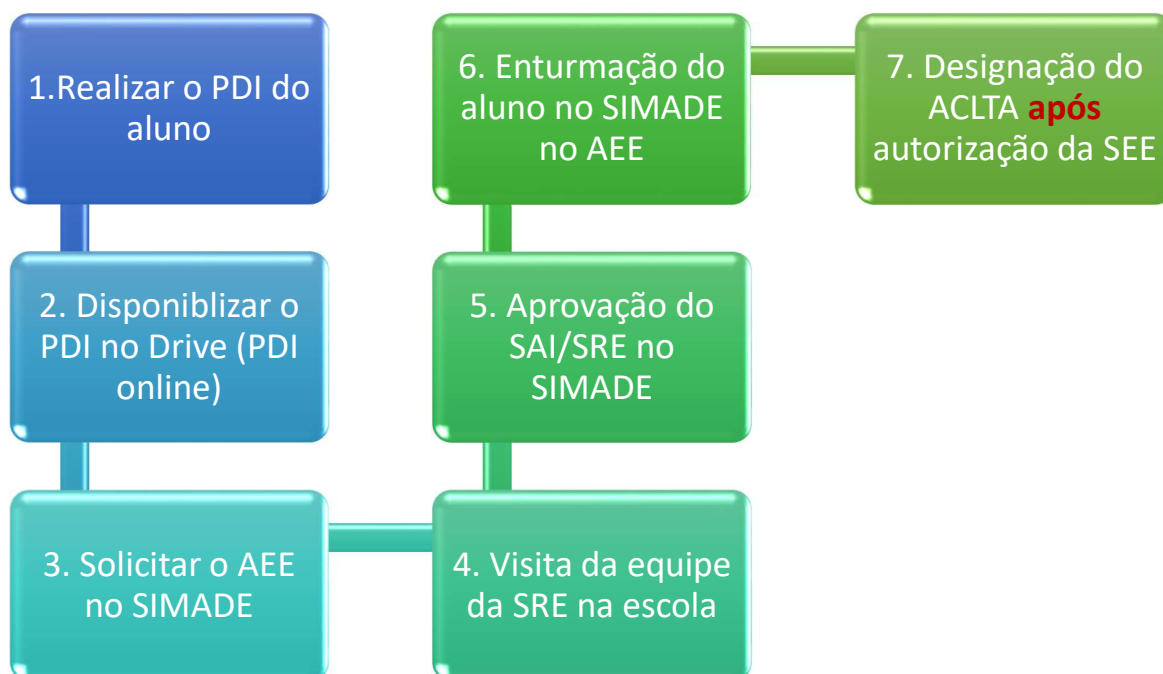 1.Realizar o PDI do
aluno
2. Disponiblizar o
PDI no Drive (PDI
online)
3. Solicitar o AEE
no SIMADE
4. Visita da equipe
da SRE na escola
5. Aprovação do
SAI/SRE no
SIMADE
6. Enturmação do
aluno no SIMADE
no AEE
7. Designação do
ACLTA após
autorização da SEE